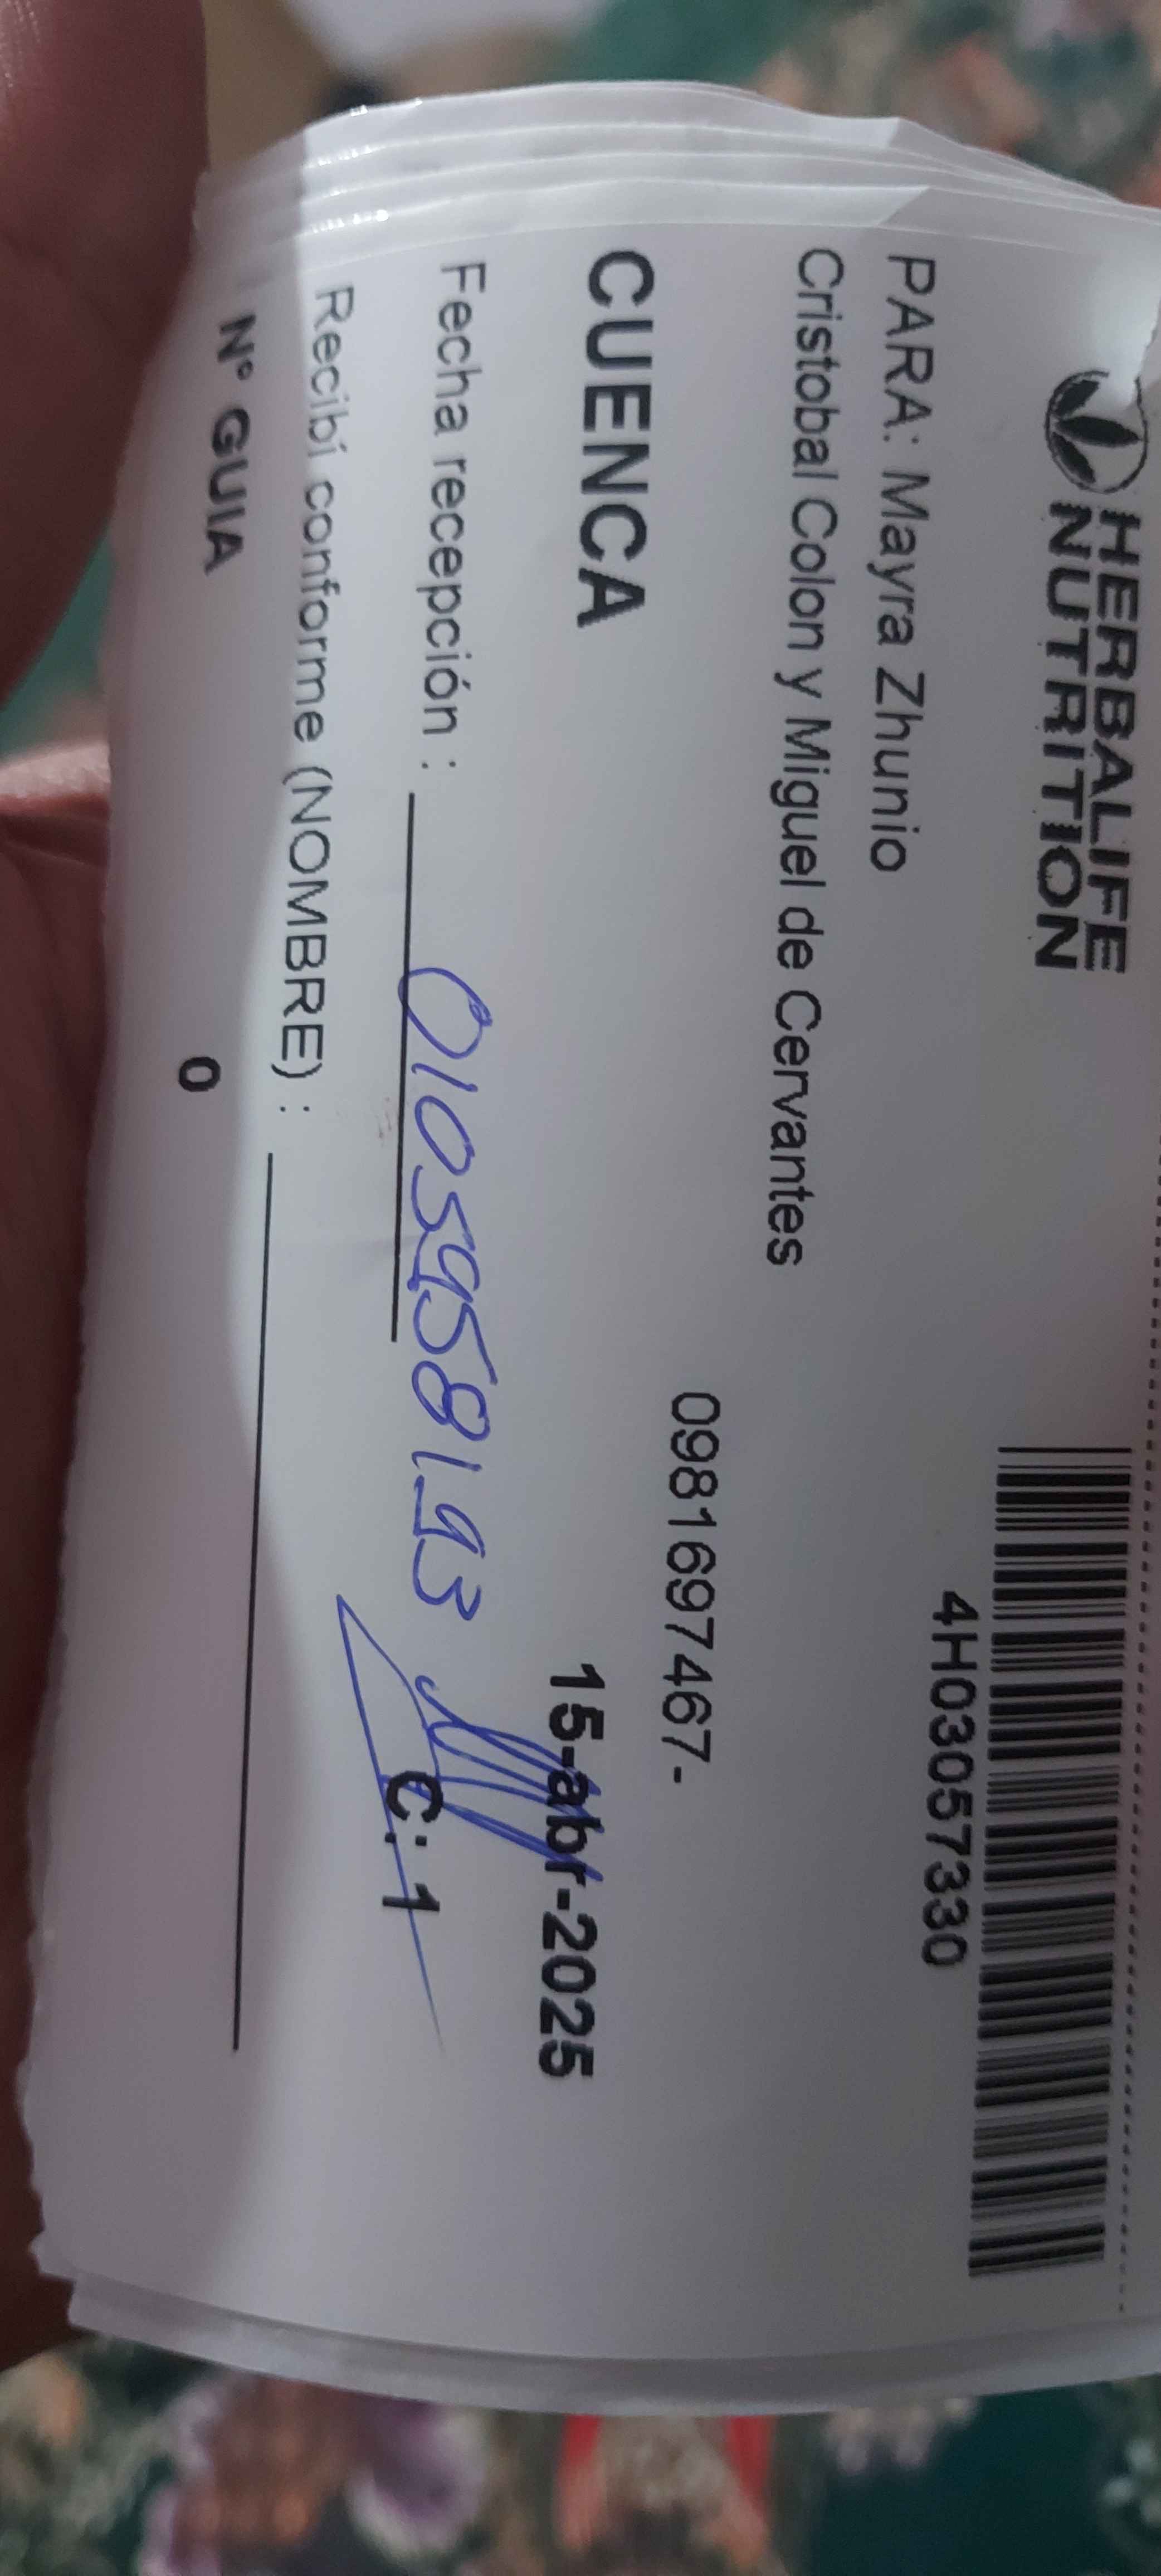 HERBALIFE
NUTRITION
4H03057330
PARA: Mayra Zhunio
Cristobal Colon y Miguel de Cervantes
0981697467-
CUENCA
15-abr-2025
Fecha recepción : 0105958193
C: 1
Recibí conforme (NOMBRE) :
N° GUIA 0